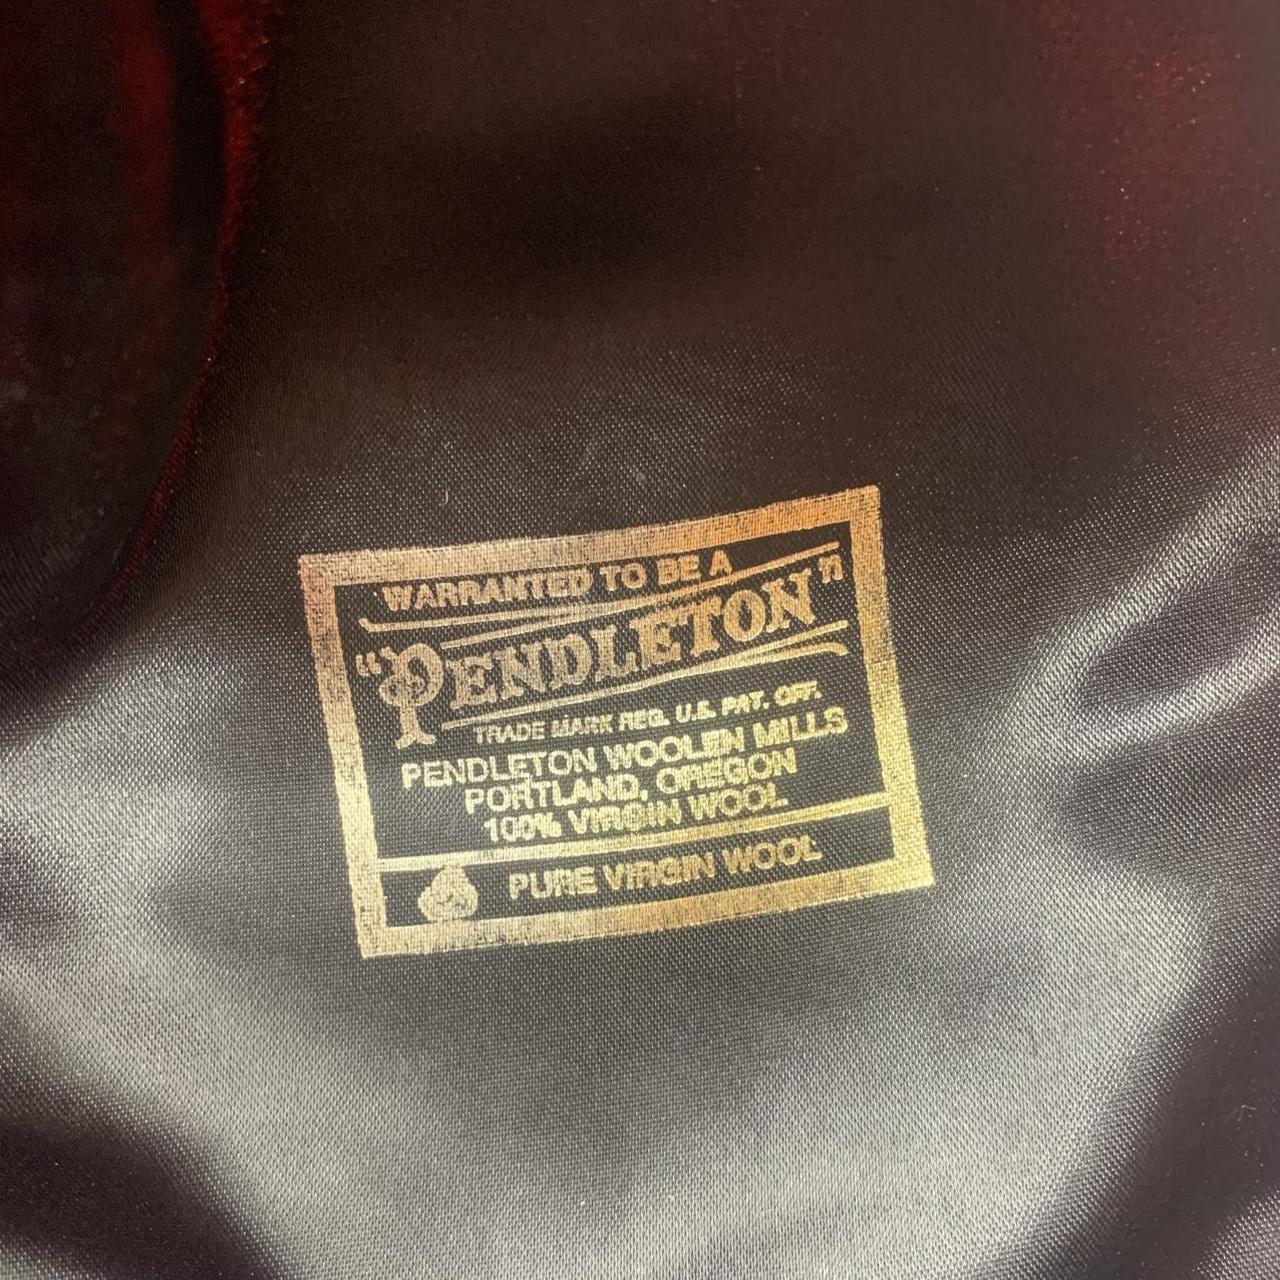 WARRANTED TO BE A
"PENDLETON"
TRADE MARK REG. U.S. PAT. OFF.
PENDLETON WOOLEN MILLS
PORTLAND, OREGON
100% VIRGIN WOOL
PURE VIRGIN WOOL